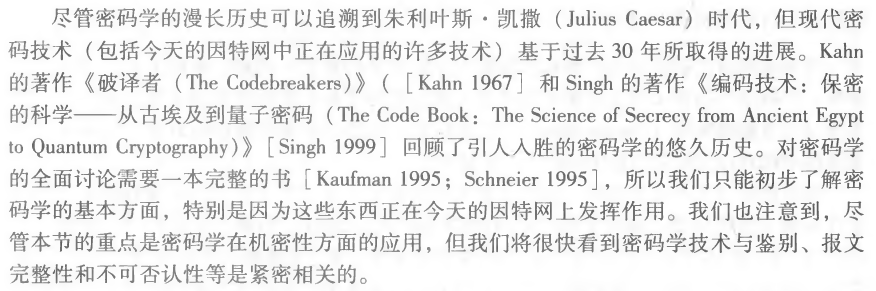 尽管密码学的漫长历史可以追溯到朱利叶斯·凯撒（Julius Caesar）时代，但现代密
码技术（包括今天的因特网中正在应用的许多技术）基于过去 30 年所取得的进展。Kahn
的著作《破译者（The Codebreakers）》（［Kahn 1967］和 Singh 的著作《编码技术：保密
的科学——从古埃及到量子密码（The Code Book：The Science of Secrecy from Ancient Egypt
to Quantum Cryptography）》［Singh 1999］回顾了引人入胜的密码学的悠久历史。对密码学
的全面讨论需要一本完整的书［Kaufman 1995；Schneier 1995］，所以我们只能初步了解密
码学的基本方面，特别是因为这些东西正在今天的因特网上发挥作用。我们也注意到，尽
管本节的重点是密码学在机密性方面的应用，但我们将很快看到密码学技术与鉴别、报文
完整性和不可否认性等是紧密相关的。